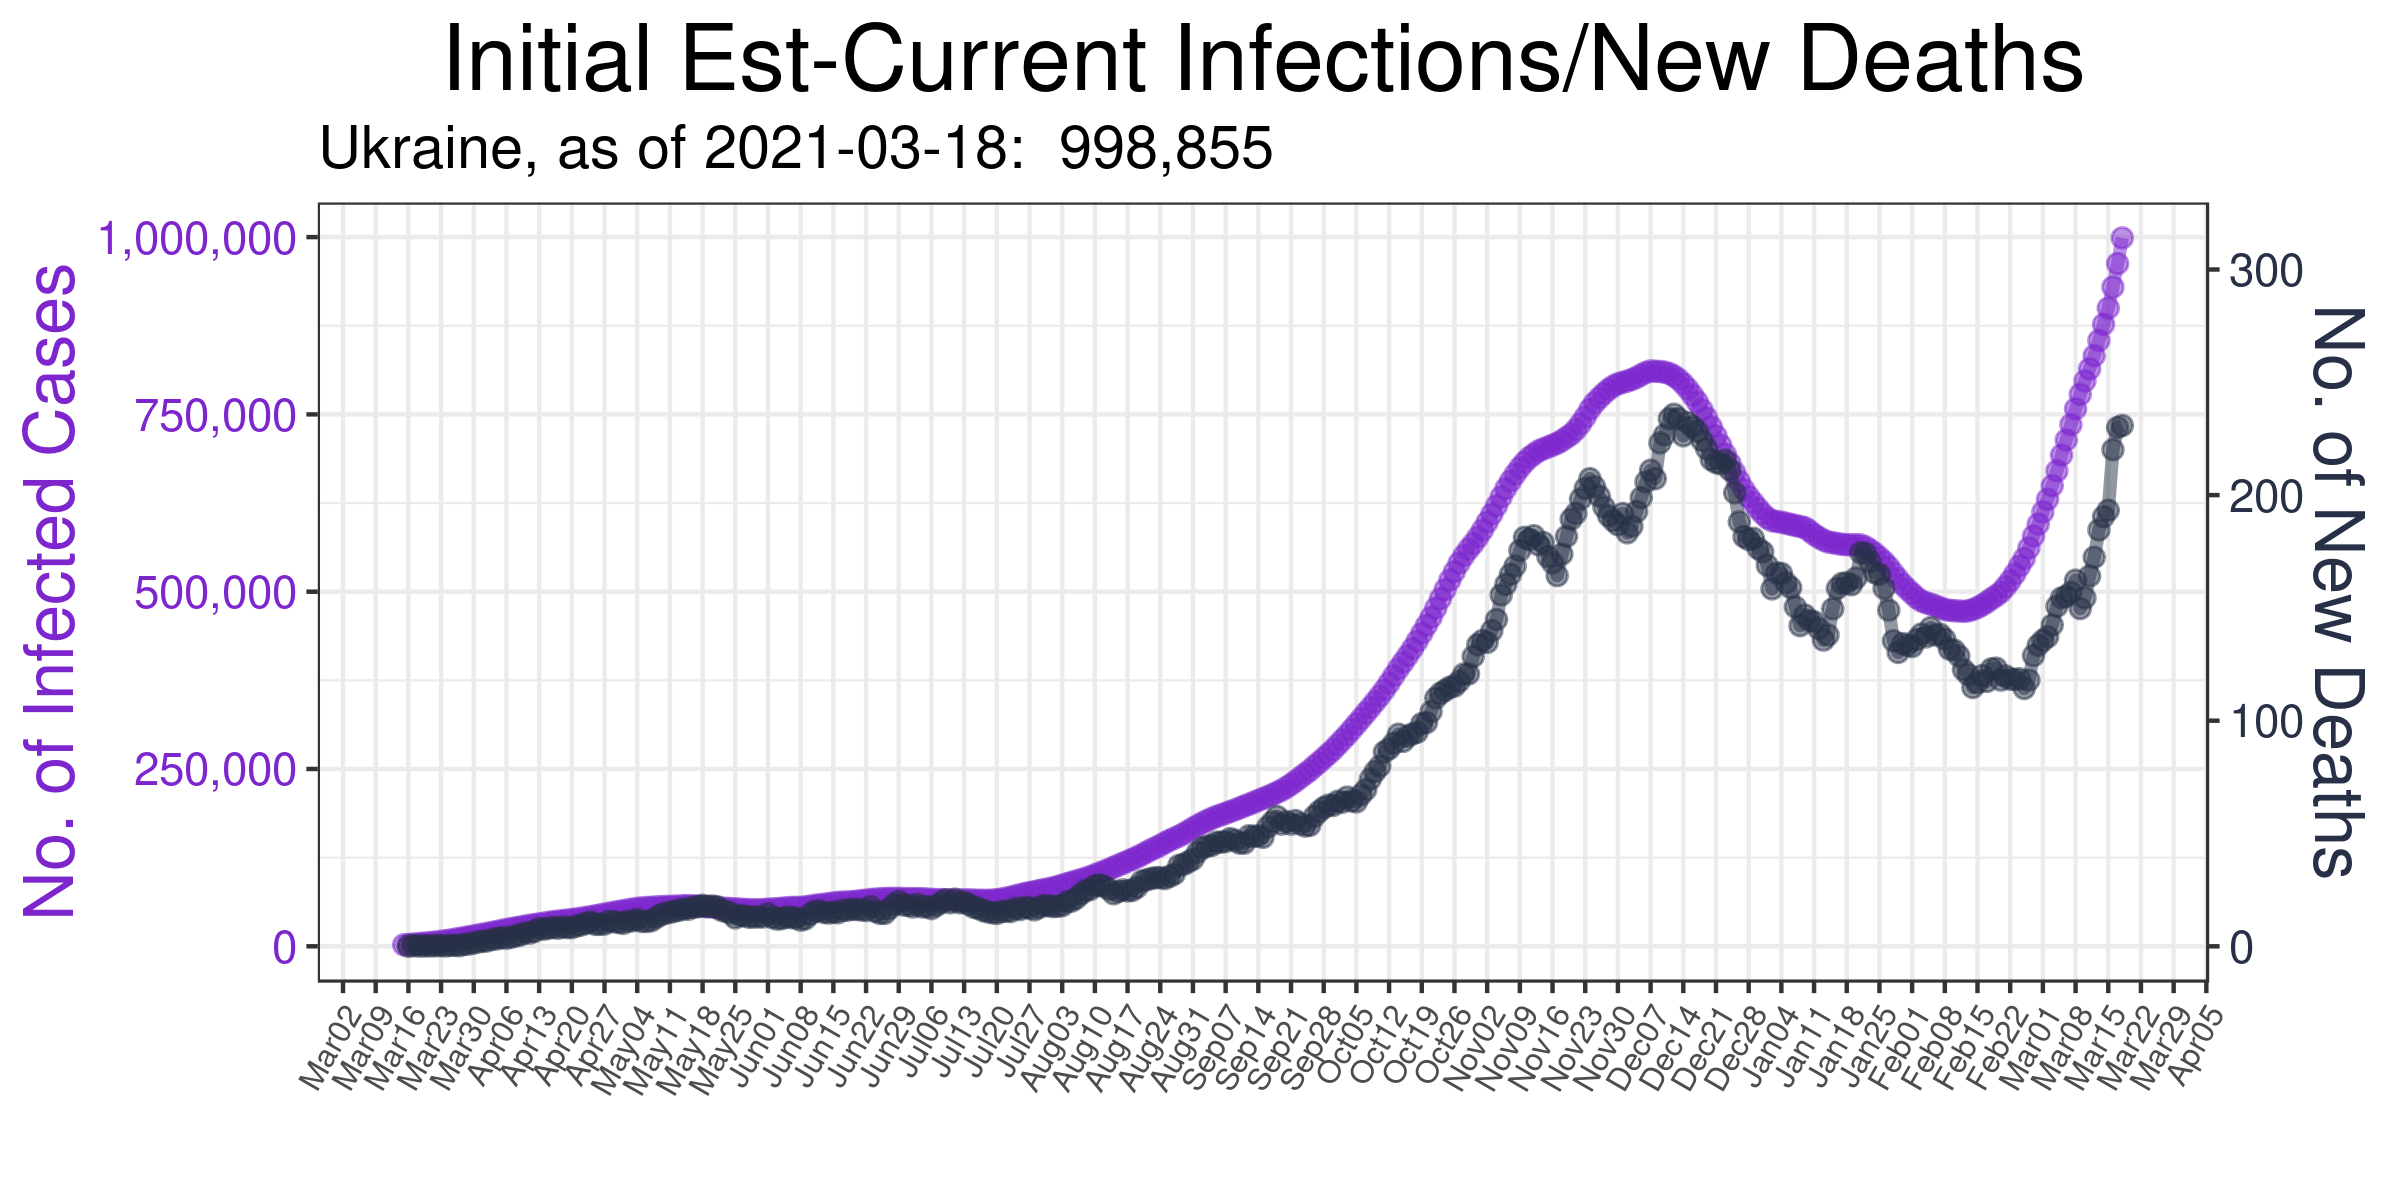 Initial Est-Current Infections/New Deaths
Ukraine, as of 2021-03-18:  998,855
No. of Infected Cases
1,000,000
750,000
500,000
250,000
0
300
200
100
0
No. of New Deaths
Mar02
Mar09
Mar16
Mar23
Mar30
Apr06
Apr13
Apr20
Apr27
May04
May11
May18
May25
Jun01
Jun08
Jun15
Jun22
Jun29
Jul06
Jul13
Jul20
Jul27
Aug03
Aug10
Aug17
Aug24
Aug31
Sep07
Sep14
Sep21
Sep28
Oct05
Oct12
Oct19
Oct26
Nov02
Nov09
Nov16
Nov23
Nov30
Dec07
Dec14
Dec21
Dec28
Jan04
Jan11
Jan18
Jan25
Feb01
Feb08
Feb15
Feb22
Mar01
Mar08
Mar15
Mar22
Mar29
Apr05